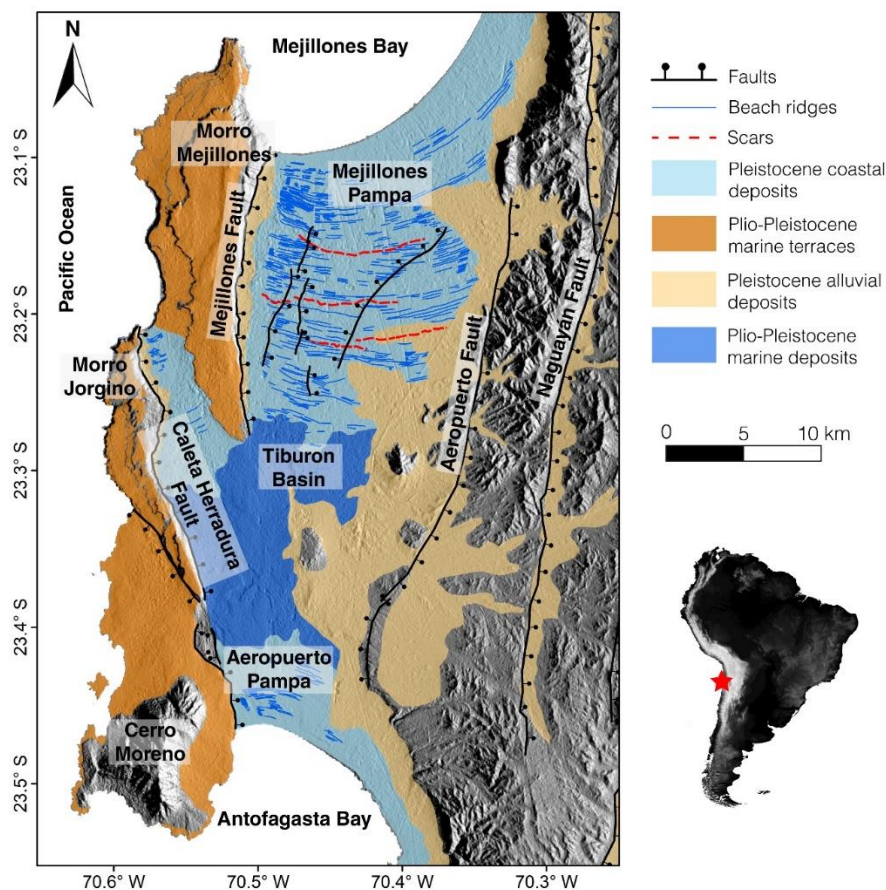 N
Mejillones Bay
Morro
Mejillones
Mejillones
Pampa
Pacific Ocean
Mejillones Fault
Morro
Jorgino
Caleta Herradura
Fault
Tiburon
Basin
Aeropuerto Fault
Naguayan Fault
Aeropuerto
Pampa
Cerro
Moreno
Antofagasta Bay
23.1° S
23.2° S
23.3° S
23.4° S
23.5° S
70.6° W
70.5° W
70.4° W
70.3° W
Faults
Beach ridges
Scars
Pleistocene coastal
deposits
Plio-Pleistocene
marine terraces
Pleistocene alluvial
deposits
Plio-Pleistocene
marine deposits
0 5 10 km